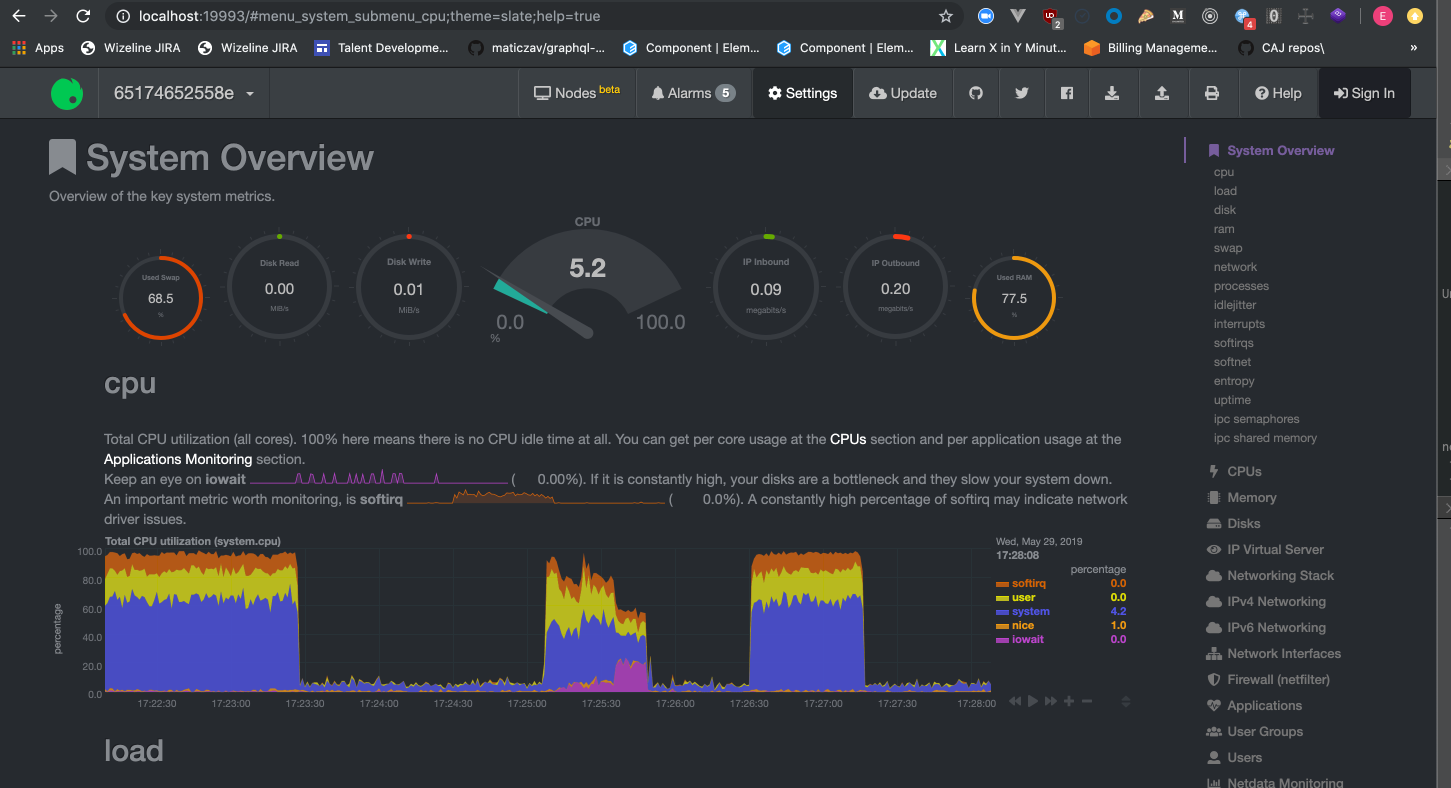 localhost:19993/#menu_system_submenu_cpu;theme=slate;help=true
2
4
E
Apps
Wizeline JIRA
Wizeline JIRA
Talent Developme...
maticzav/graphql-...
Component | Elem...
Component | Elem...
Learn X in Y Minut...
Billing Manageme...
CAJ repos\
»
65174652558e
Nodes beta
Alarms 5
Settings
Update
Help
Sign In
System Overview
Overview of the key system metrics.
Used Swap
68.5
%
Disk Read
0.00
MiB/s
Disk Write
0.01
MiB/s
CPU
5.2
0.0
100.0
%
IP Inbound
0.09
megabits/s
IP Outbound
0.20
megabits/s
Used RAM
77.5
%
cpu
Total CPU utilization (all cores). 100% here means there is no CPU idle time at all. You can get per core usage at the CPUs section and per application usage at the
Applications Monitoring section.
Keep an eye on iowait ( 0.00%). If it is constantly high, your disks are a bottleneck and they slow your system down.
An important metric worth monitoring, is softirq ( 0.0%). A constantly high percentage of softirq may indicate network
driver issues.
Total CPU utilization (system.cpu)
percentage
100.0
80.0
60.0
40.0
20.0
0.0
17:22:30
17:23:00
17:23:30
17:24:00
17:24:30
17:25:00
17:25:30
17:26:00
17:26:30
17:27:00
17:27:30
17:28:00
Wed, May 29, 2019
17:28:08
percentage
softirq 0.0
user 0.0
system 4.2
nice 1.0
iowait 0.0
load
System Overview
cpu
load
disk
ram
swap
network
processes
idlejitter
interrupts
softirqs
softnet
entropy
uptime
ipc semaphores
ipc shared memory
CPUs
Memory
Disks
IP Virtual Server
Networking Stack
IPv4 Networking
IPv6 Networking
Network Interfaces
Firewall (netfilter)
Applications
User Groups
Users
Netdata Monitoring